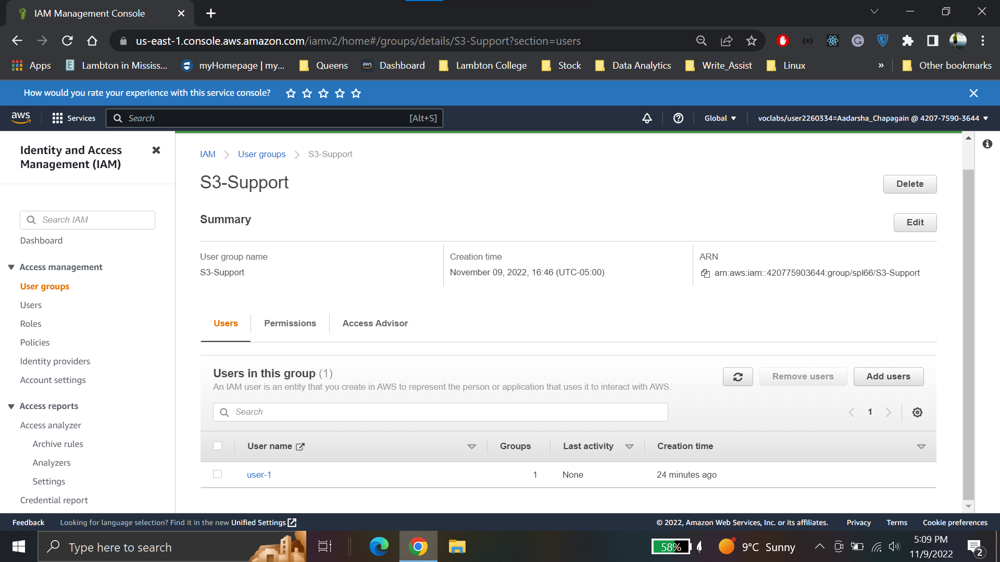 IAM Management Console
us-east-1.console.aws.amazon.com/iamv2/home#/groups/details/S3-Support?section=users
Apps
Lambton in Mississ...
myHomepage | my...
Queens
aws
Dashboard
Lambton College
Stock
Data Analytics
Write_Assist
Linux
»
Other bookmarks
How would you rate your experience with this service console?
aws
Services
Search
[Alt+S]
Global
voclabs/user2260334=Aadarsha_Chapagain @ 4207-7590-3644
Identity and Access
Management (IAM)
Search IAM
Dashboard
Access management
User groups
Users
Roles
Policies
Identity providers
Account settings
Access reports
Access analyzer
Archive rules
Analyzers
Settings
Credential report
IAM
User groups
S3-Support
S3-Support
Delete
Summary
Edit
User group name
S3-Support
Creation time
November 09, 2022, 16:46 (UTC-05:00)
ARN
arn:aws:iam::420775903644:group/spl66/S3-Support
Users
Permissions
Access Advisor
Users in this group (1)
An IAM user is an entity that you create in AWS to represent the person or application that uses it to interact with AWS.
Remove users
Add users
Search
1
User name
Groups
Last activity
Creation time
user-1
1
None
24 minutes ago
Feedback
Looking for language selection? Find it in the new Unified Settings
© 2022, Amazon Web Services, Inc. or its affiliates.
Privacy
Terms
Cookie preferences
Type here to search
58%
9°C Sunny
5:09 PM
11/9/2022
2